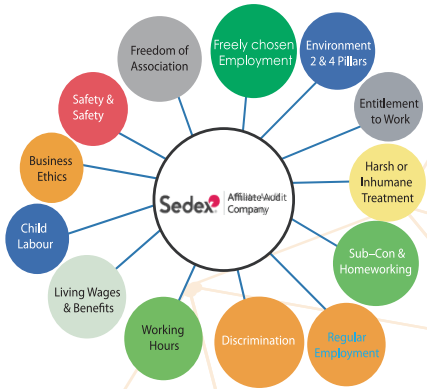 Freedom of
Association
Freely chosen
Employment
Environment
2 & 4 Pillars
Entitlement
to Work
Harsh or
Inhumane
Treatment
Sub-Con &
Homeworking
Regular
Employment
Discrimination
Working
Hours
Living Wages
& Benefits
Child
Labour
Business
Ethics
Safety &
Safety
Sedex
Affiliate Audit
Company